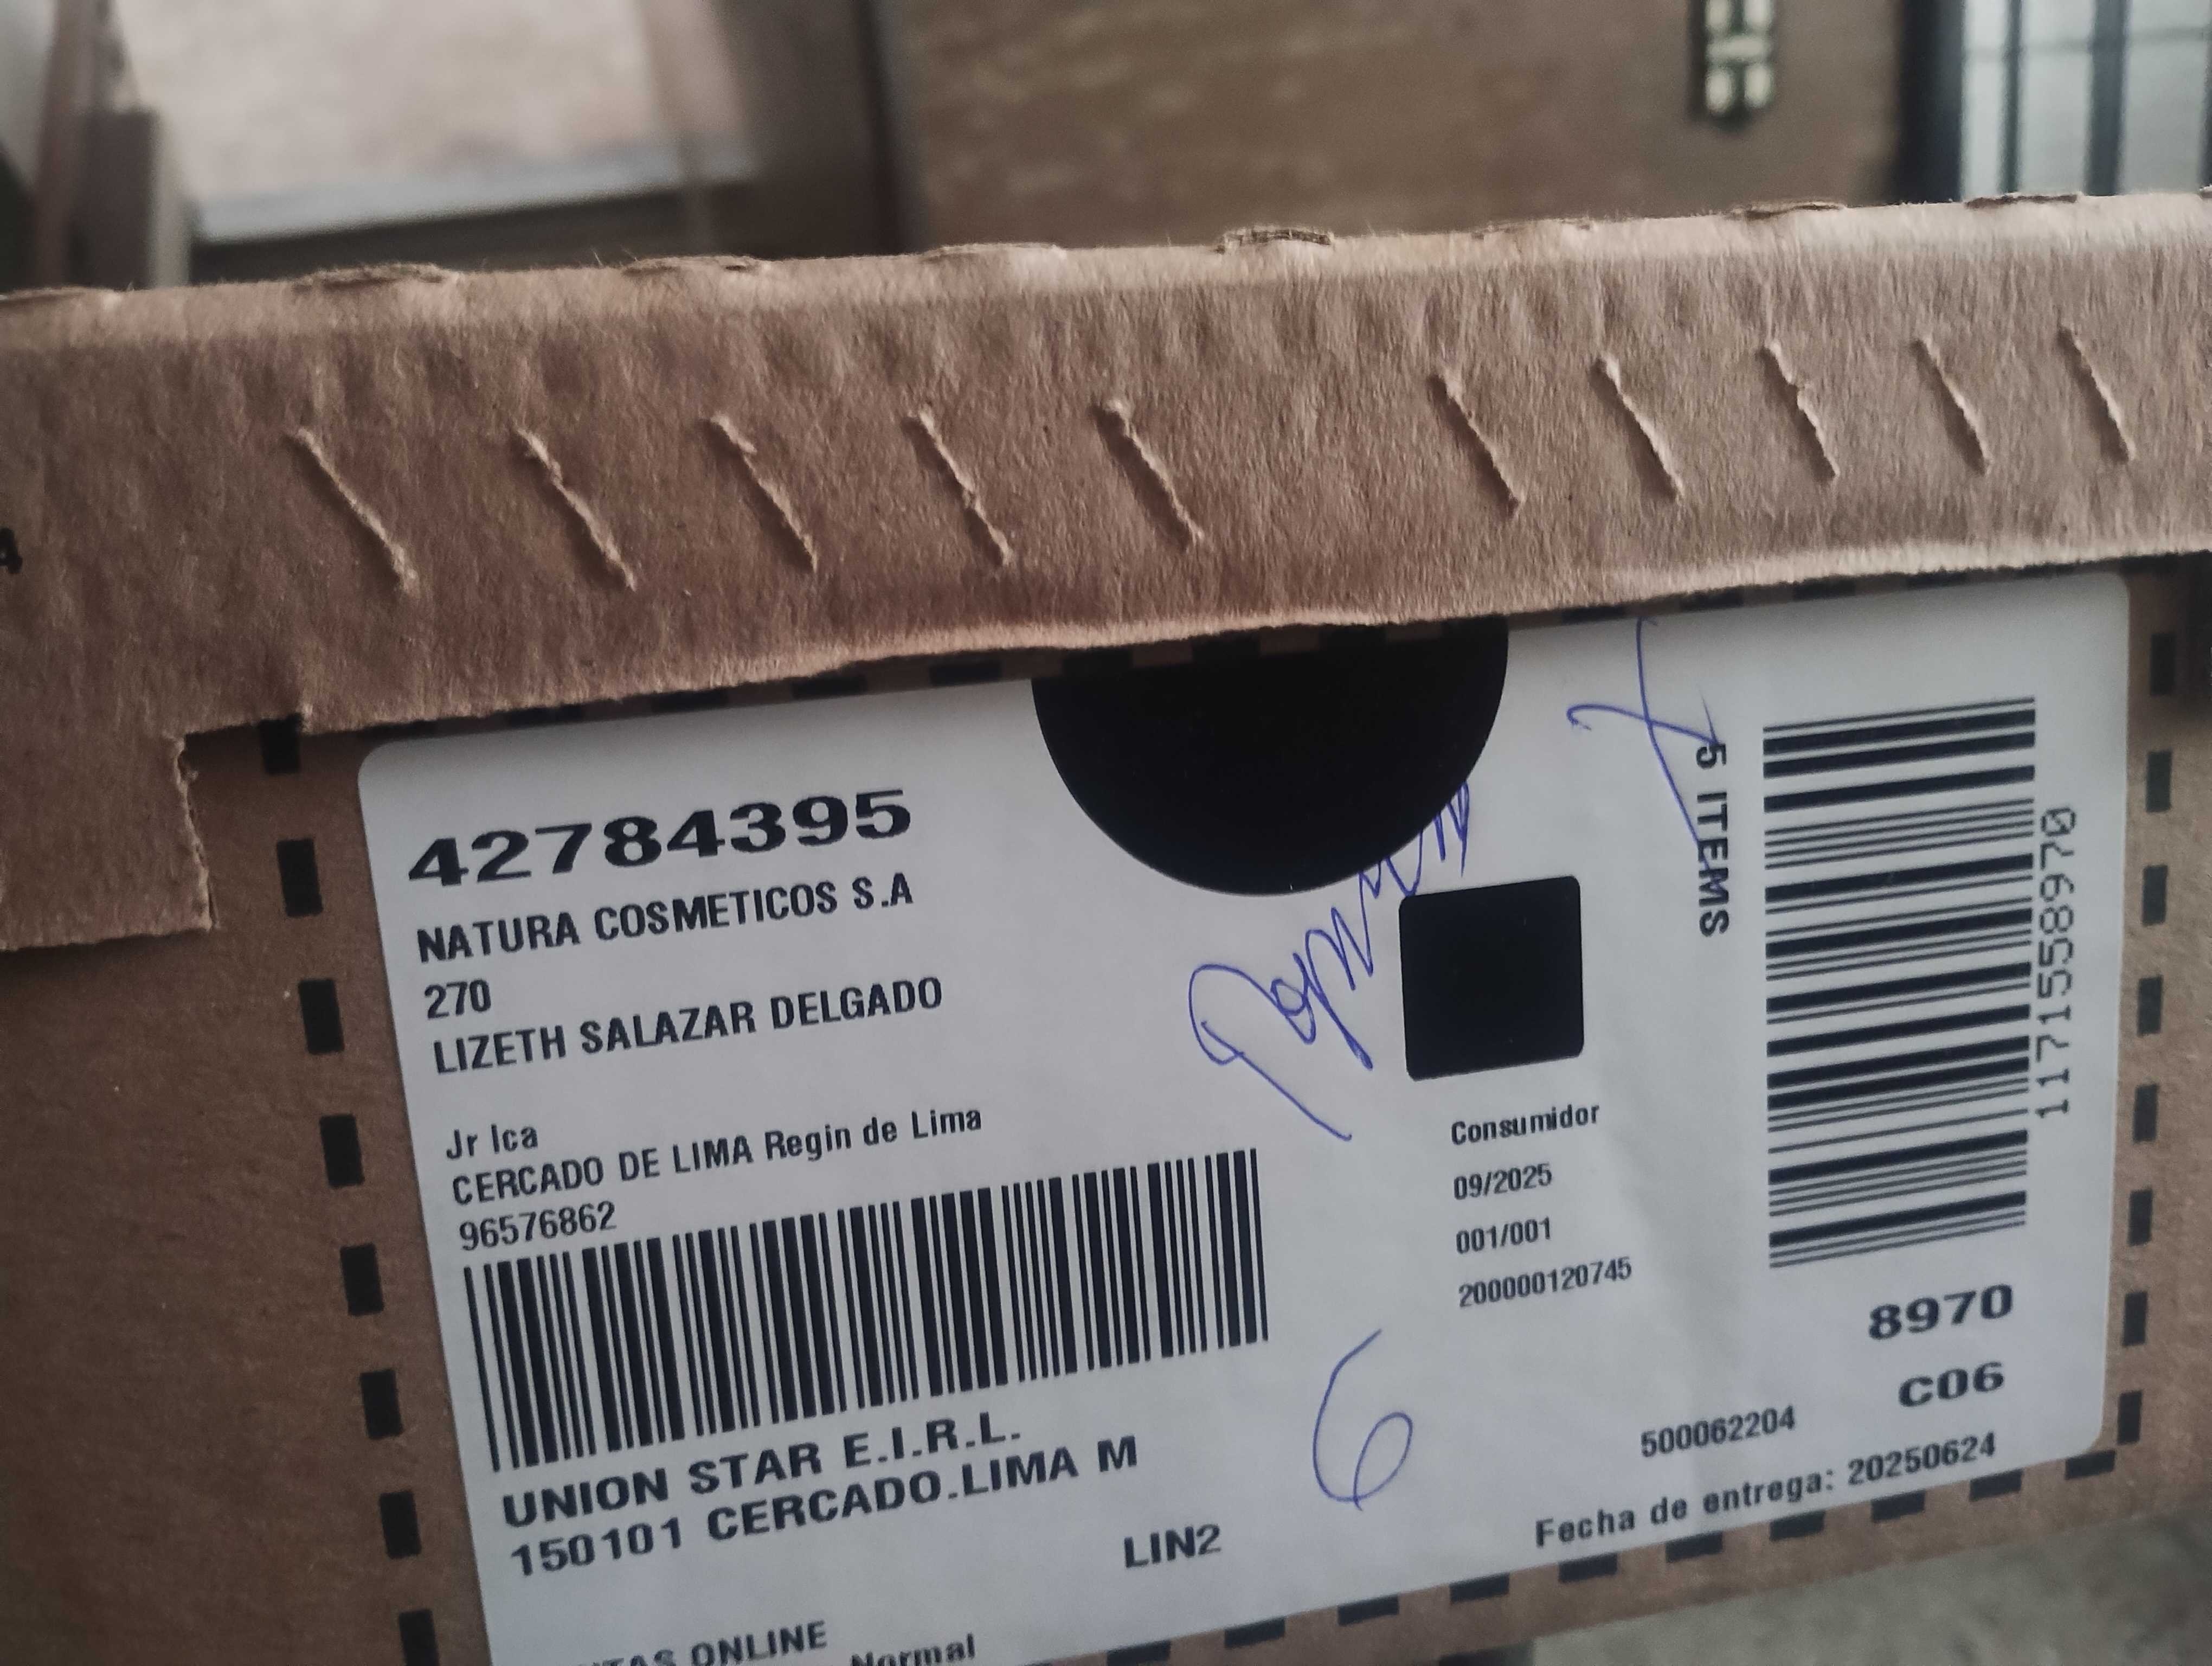 42784395
NATURA COSMETICOS S.A
270
LIZETH SALAZAR DELGADO
Jr Ica
CERCADO DE LIMA Regin de Lima
96576862
UNION STAR E.I.R.L.
150101 CERCADO.LIMA M
LIN2
ONLINE
Normal
5 ITEMS
1171558970
Consumidor
09/2025
001/001
200000120745
6
8970
C06
500062204
Fecha de entrega: 20250624